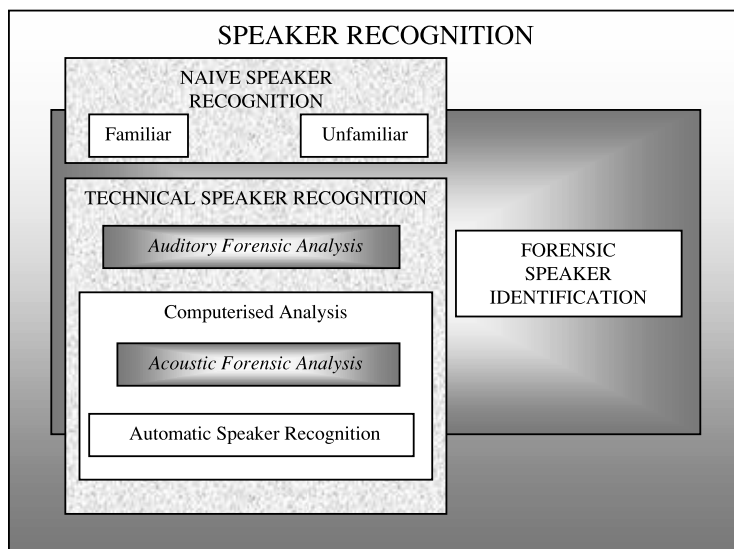 SPEAKER RECOGNITION
NAIVE SPEAKER
RECOGNITION
Familiar
Unfamiliar
TECHNICAL SPEAKER RECOGNITION
Auditory Forensic Analysis
Computerised Analysis
Acoustic Forensic Analysis
Automatic Speaker Recognition
FORENSIC
SPEAKER
IDENTIFICATION